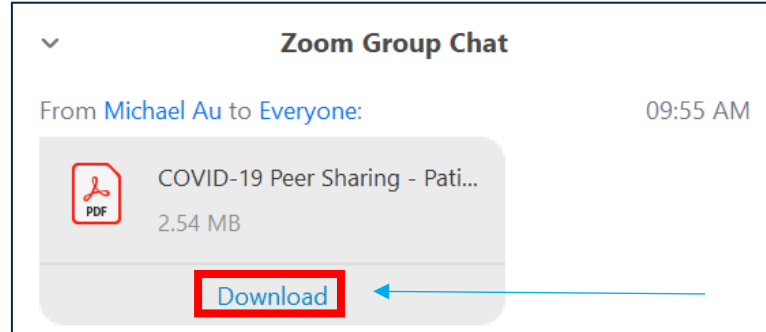 Zoom Group Chat
From Michael Au to Everyone: 09:55 AM
COVID-19 Peer Sharing - Pati...
PDF
2.54 MB
Download